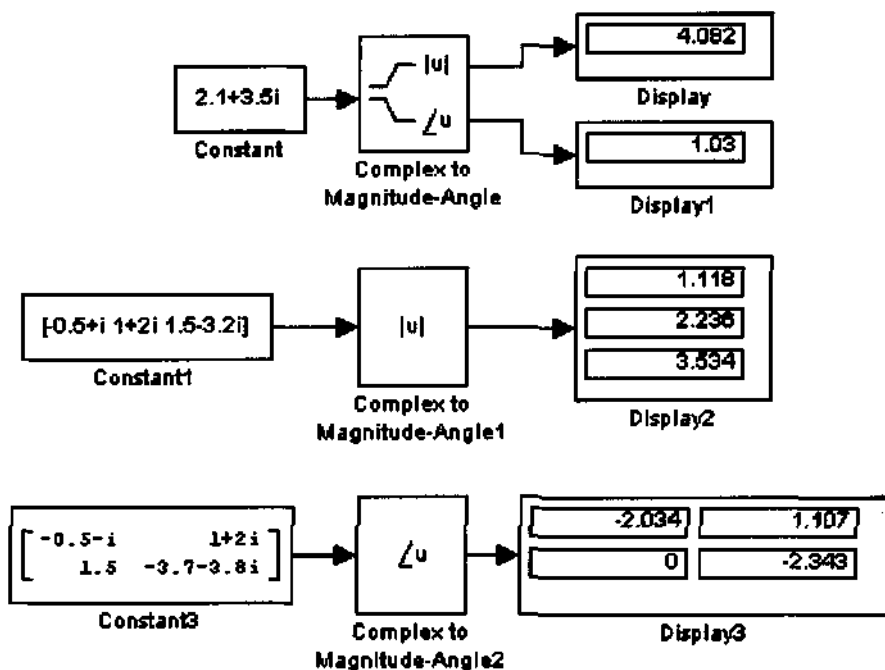 2.1+3.5i
Constant
|u|
∠u
Complex to
Magnitude-Angle
4.082
Display
1.03
Display1
[-0.5+i 1+2i 1.5-3.2i]
Constant1
|u|
Complex to
Magnitude-Angle1
1.118
2.236
3.534
Display2
-0.5-i 1+2i
1.5 -3.7-3.8i
Constant3
∠u
Complex to
Magnitude-Angle2
-2.034 1.107
0 -2.343
Display3